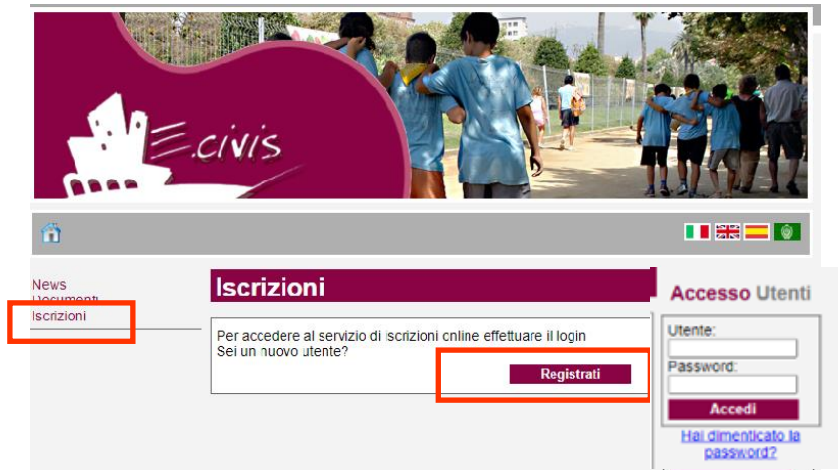 E.civis
News
Documenti
Iscrizioni
Iscrizioni
Per accedere al servizio di iscrizioni online effettuare il login
Sei un nuovo utente?
Registrati
Accesso Utenti
Utente:
Password:
Accedi
Hai dimenticato la
password?